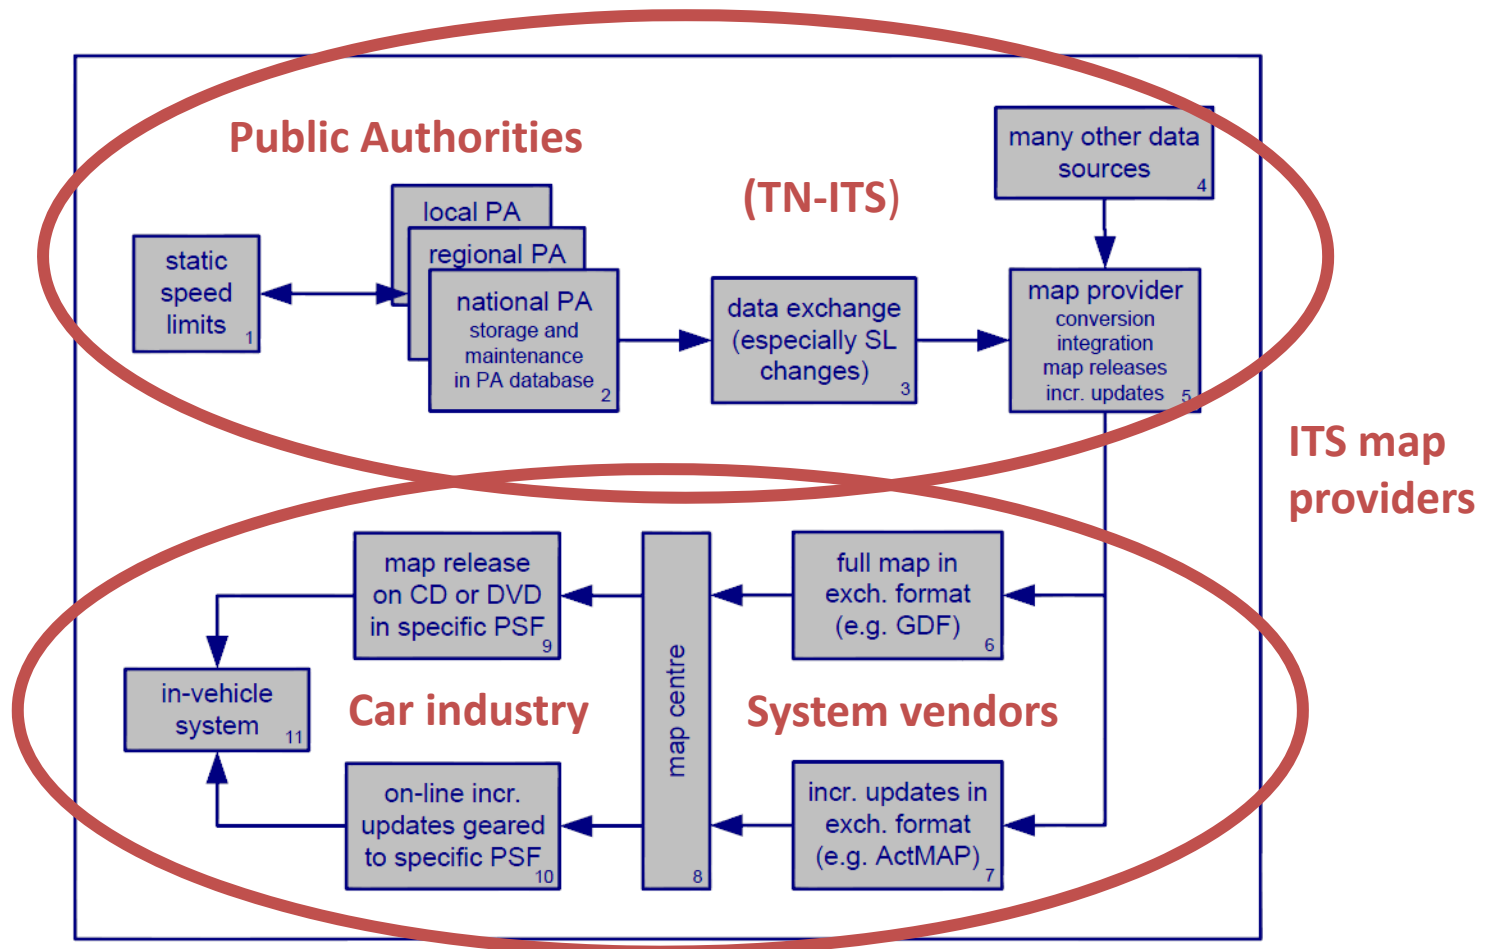 Public Authorities
(TN-ITS)
many other data
sources
4
local PA
regional PA
national PA
storage and
maintenance
in PA database
2
static
speed
limits
1
data exchange
(especially SL
changes)
3
map provider
conversion
integration
map releases
incr. updates
5
ITS map
providers
map release
on CD or DVD
in specific PSF
9
map centre
8
full map in
exch. format
(e.g. GDF)
6
in-vehicle
system
11
Car industry
System vendors
on-line incr.
updates geared
to specific PSF
10
incr. updates in
exch. format
(e.g. ActMAP)
7